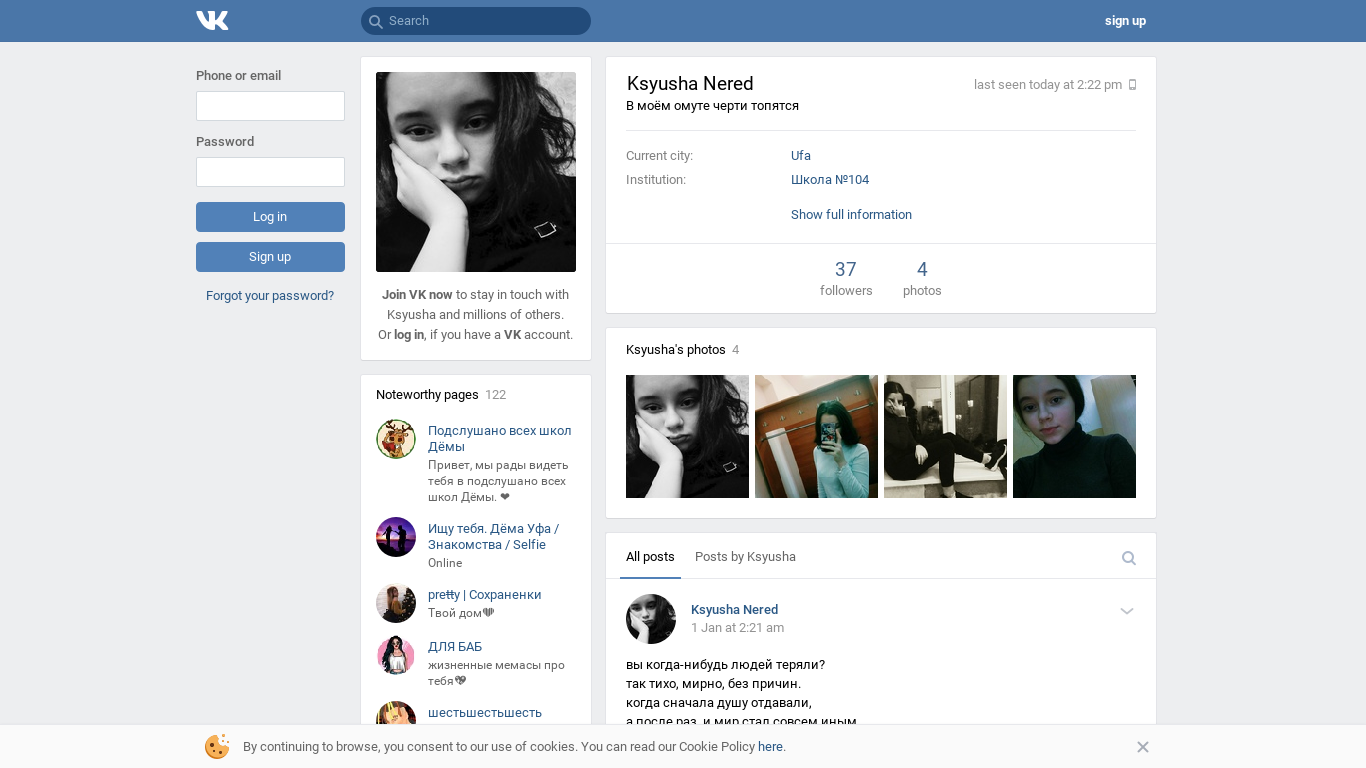 Search
sign up
Phone or email
Password
Log in
Sign up
Forgot your password?
Join VK now to stay in touch with
Ksyusha and millions of others.
Or log in, if you have a VK account.
Noteworthy pages 122
Подслушано всех школ
Дёмы
Привет, мы рады видеть
тебя в подслушано всех
школ Дёмы. ❤
Ищу тебя. Дёма Уфа /
Знакомства / Selfie
Online
pretty | Сохраненки
Твой дом
ДЛЯ БАБ
жизненные мемасы про
тебя
шестьшестьшесть
Ksyusha Nered
last seen today at 2:22 pm
В моём омуте черти топятся
Current city: Ufa
Institution: Школа №104
Show full information
37
followers
4
photos
Ksyusha's photos 4
All posts
Posts by Ksyusha
Ksyusha Nered
1 Jan at 2:21 am
вы когда-нибудь людей теряли?
так тихо, мирно, без причин.
когда сначала душу отдавали,
а после раз, и мир стал совсем иным
By continuing to browse, you consent to our use of cookies. You can read our Cookie Policy here.